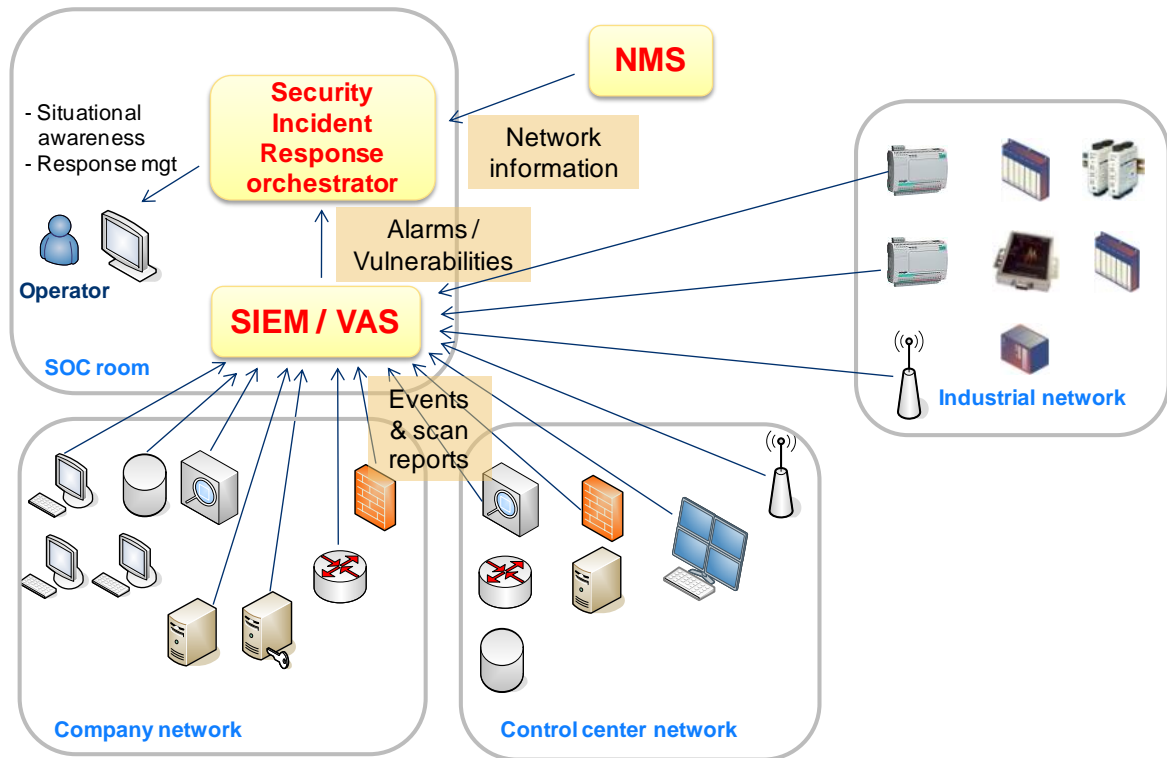 NMS
Security
Incident
Response
orchestrator
- Situational
awareness
- Response mgt
Network
information
Alarms /
Vulnerabilities
Operator
SIEM / VAS
SOC room
Events
& scan
reports
Industrial network
Company network
Control center network